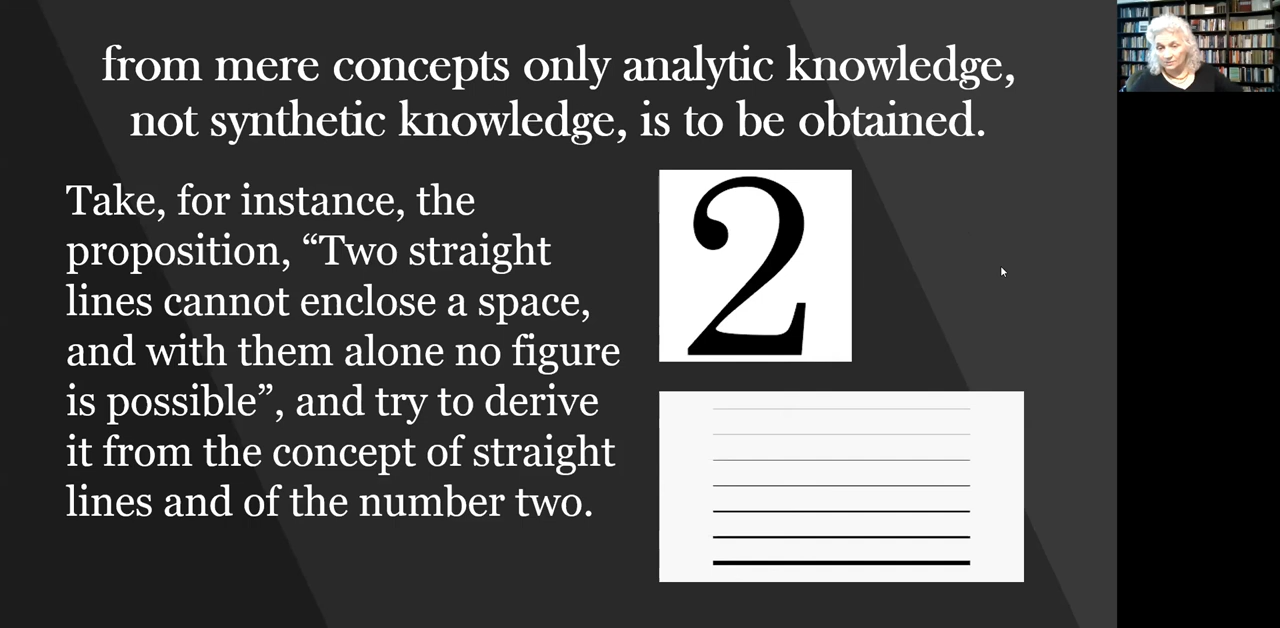 from mere concepts only analytic knowledge,
not synthetic knowledge, is to be obtained.
Take, for instance, the
proposition, “Two straight
lines cannot enclose a space,
and with them alone no figure
is possible”, and try to derive
it from the concept of straight
lines and of the number two.
2